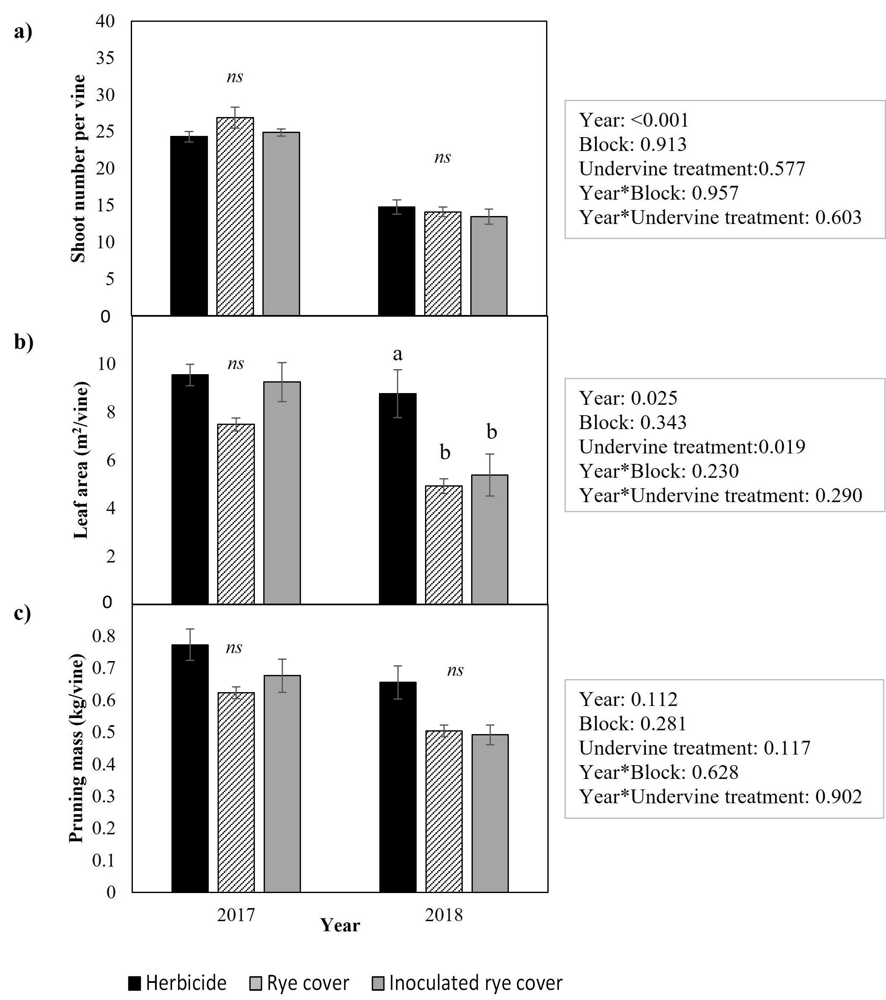 a)
Shoot number per vine
40
35
30
25
20
15
10
5
0
ns
ns
Year: <0.001
Block: 0.913
Undervine treatment:0.577
Year*Block: 0.957
Year*Undervine treatment: 0.603
b)
Leaf area (m²/vine)
10
8
6
4
2
0
ns
a
b
b
Year: 0.025
Block: 0.343
Undervine treatment:0.019
Year*Block: 0.230
Year*Undervine treatment: 0.290
c)
Pruning mass (kg/vine)
0.8
0.7
0.6
0.5
0.4
0.3
0.2
0.1
0
ns
ns
Year: 0.112
Block: 0.281
Undervine treatment: 0.117
Year*Block: 0.628
Year*Undervine treatment: 0.902
2017
2018
Year
Herbicide
Rye cover
Inoculated rye cover